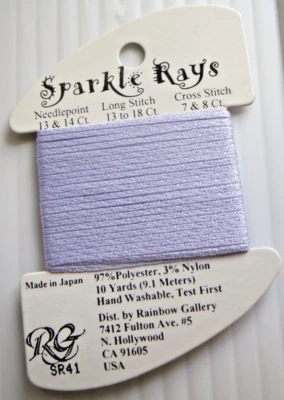 Sparkle Rays
Needlepoint Long Stitch Cross Stitch
13 & 14 Ct. 13 to 18 Ct. 7 & 8 Ct.
Made in Japan
97%Polyester, 3% Nylon
10 Yards (9.1 Meters)
Hand Washable, Test First
Dist. by Rainbow Gallery
7412 Fulton Ave. #5
N. Hollywood
CA 91605
USA
RG
SR41